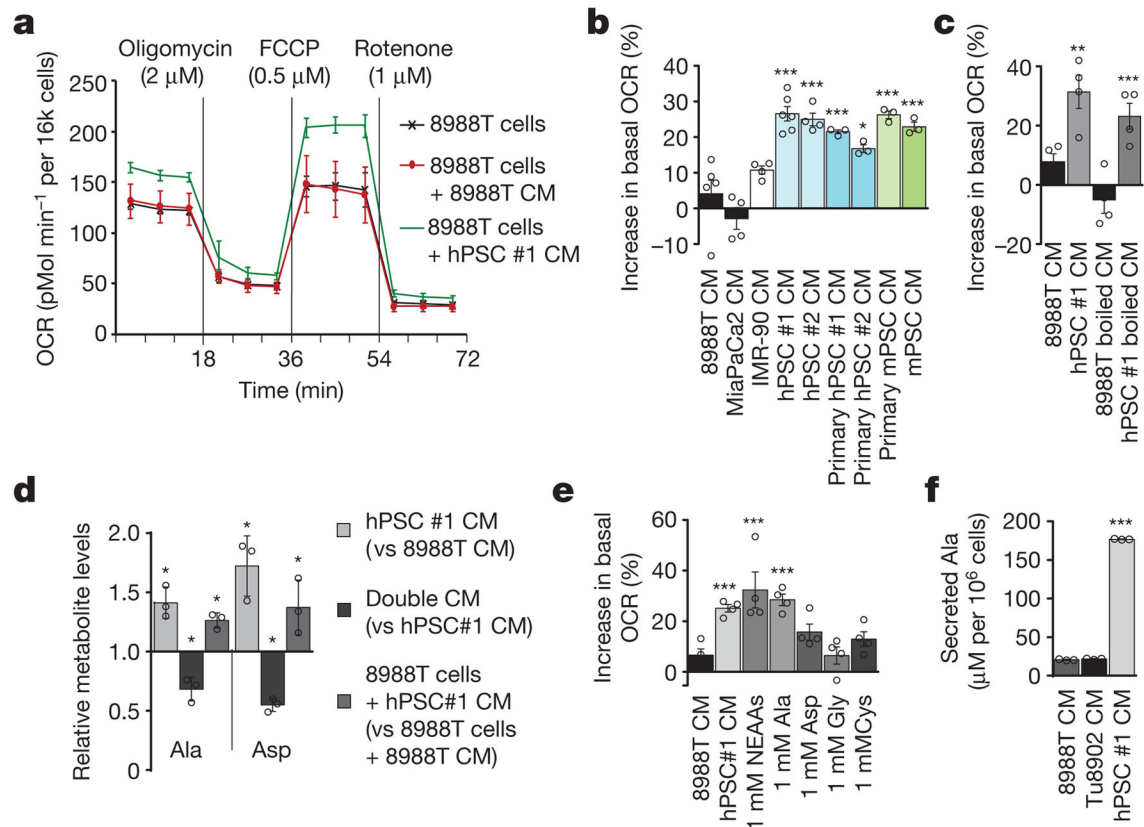 a
Oligomycin
(2 μM)
FCCP
(0.5 μM)
Rotenone
(1 μM)
OCR (pMol min⁻¹ per 16k cells)
250
200
150
100
50
0
18
36
54
72
Time (min)
8988T cells
8988T cells
+ 8988T CM
8988T cells
+ hPSC #1 CM
b
Increase in basal OCR (%)
40
30
20
10
0
−10
***
***
***
*
***
***
8988T CM
MiaPaCa2 CM
IMR-90 CM
hPSC #1 CM
hPSC #2 CM
Primary hPSC #1 CM
Primary hPSC #2 CM
Primary mPSC CM
mPSC CM
c
Increase in basal OCR (%)
40
20
0
−20
**
***
8988T CM
hPSC #1 CM
8988T boiled CM
hPSC #1 boiled CM
d
Relative metabolite levels
2.0
1.5
1.0
0.5
0
*
*
*
*
*
*
Ala
Asp
hPSC #1 CM
(vs 8988T CM)
Double CM
(vs hPSC#1 CM)
8988T cells
+ hPSC#1 CM
(vs 8988T cells
+ 8988T CM)
e
Increase in basal
OCR (%)
60
40
20
0
***
***
***
8988T CM
hPSC#1 CM
1 mM NEAAs
1 mM Ala
1 mM Asp
1 mM Gly
1 mMCys
f
Secreted Ala
(μM per 10⁶ cells)
200
150
100
50
0
***
8988T CM
Tu8902 CM
hPSC #1 CM